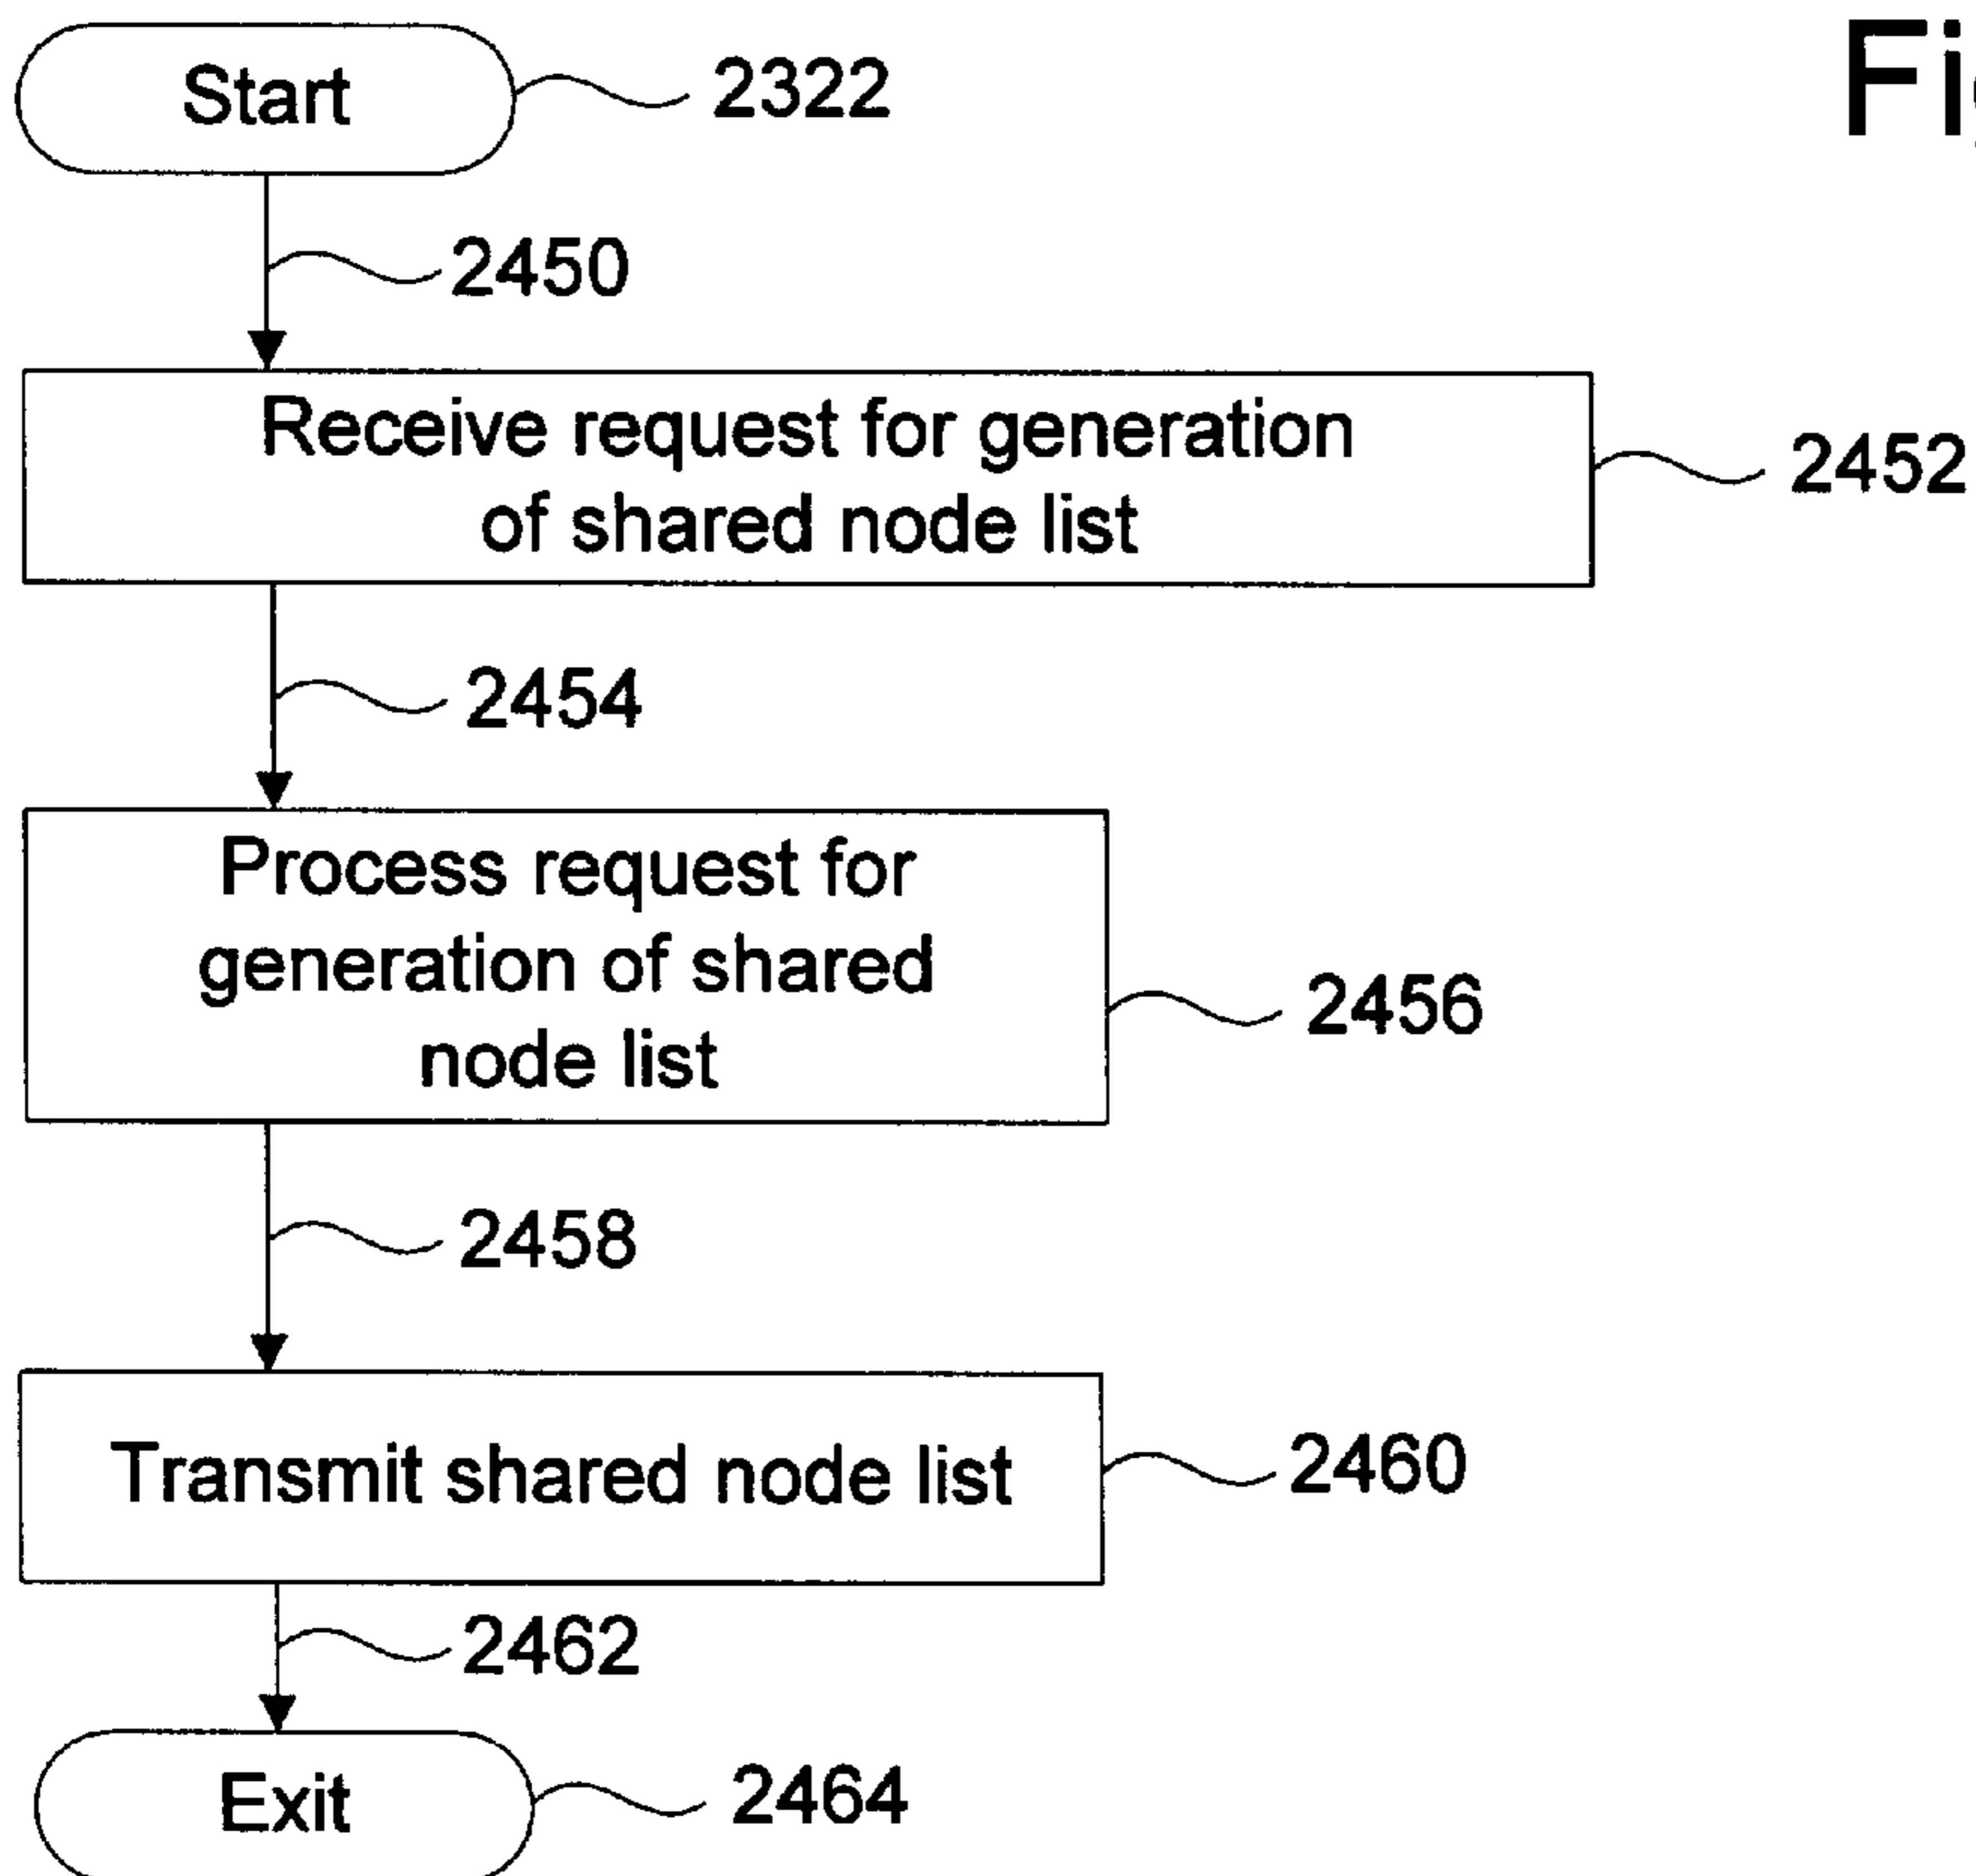 Start
2322
2450
Receive request for generation
of shared node list
2452
2454
Process request for
generation of shared
node list
2456
2458
Transmit shared node list
2460
2462
Exit
2464